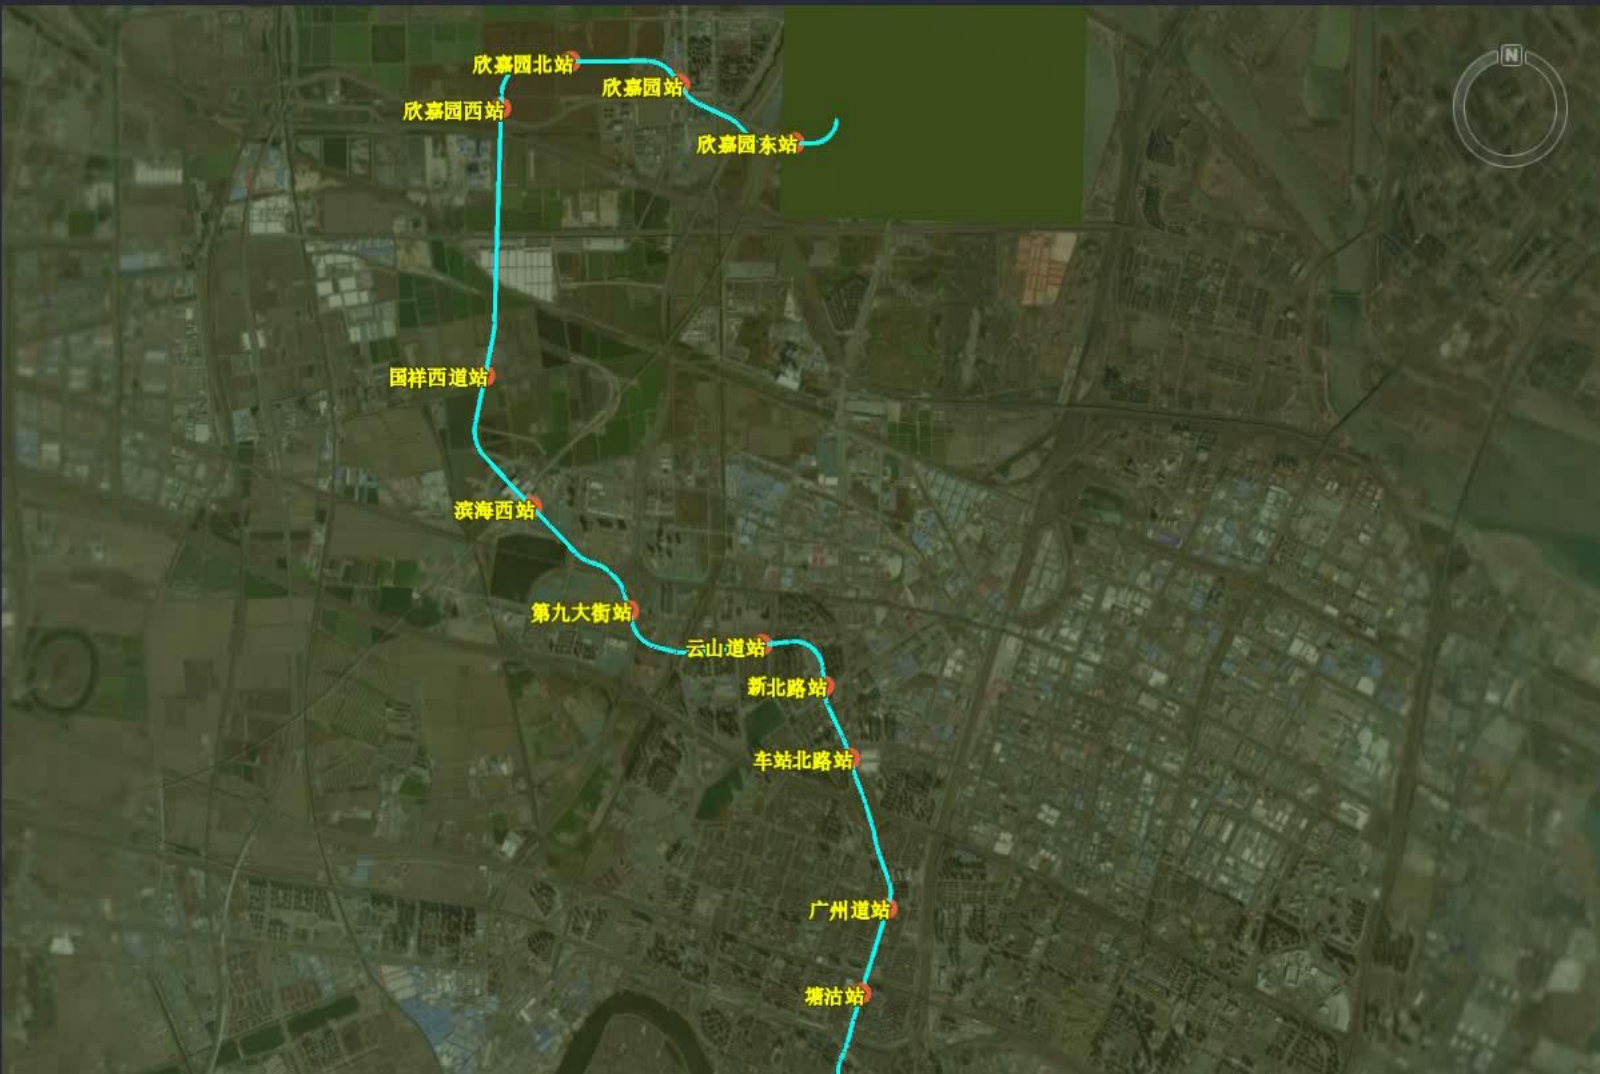 N
欣嘉园北站
欣嘉园站
欣嘉园西站
欣嘉园东站
国祥西道站
滨海西站
第九大街站
云山道站
新北路站
车站北路站
广州道站
塘沽站